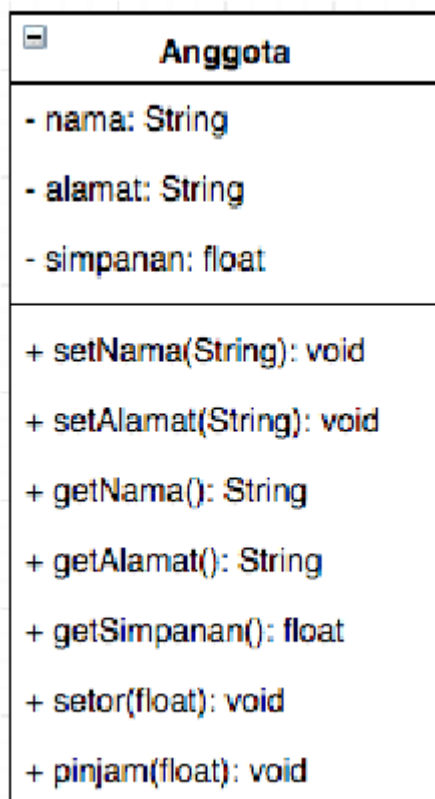 Anggota
- nama: String
- alamat: String
- simpanan: float
+ setNama(String): void
+ setAlamat(String): void
+ getNama(): String
+ getAlamat(): String
+ getSimpanan(): float
+ setor(float): void
+ pinjam(float): void